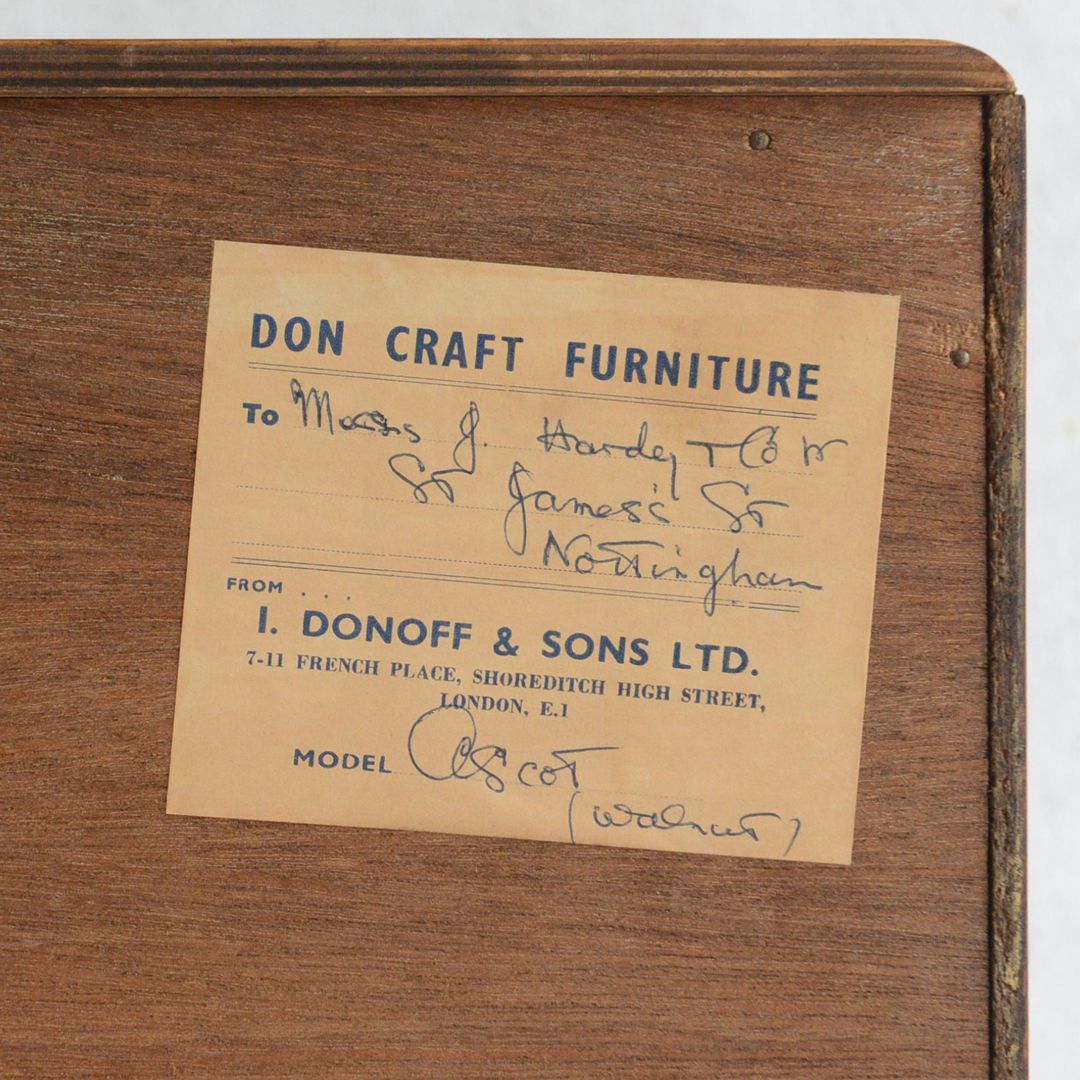 DON CRAFT FURNITURE
To Messrs J. Hardy + Co
St James's St
Nottingham
FROM . . .
I. DONOFF & SONS LTD.
7-11 FRENCH PLACE, SHOREDITCH HIGH STREET,
LONDON, E.1
MODEL Ascot
(walnut)